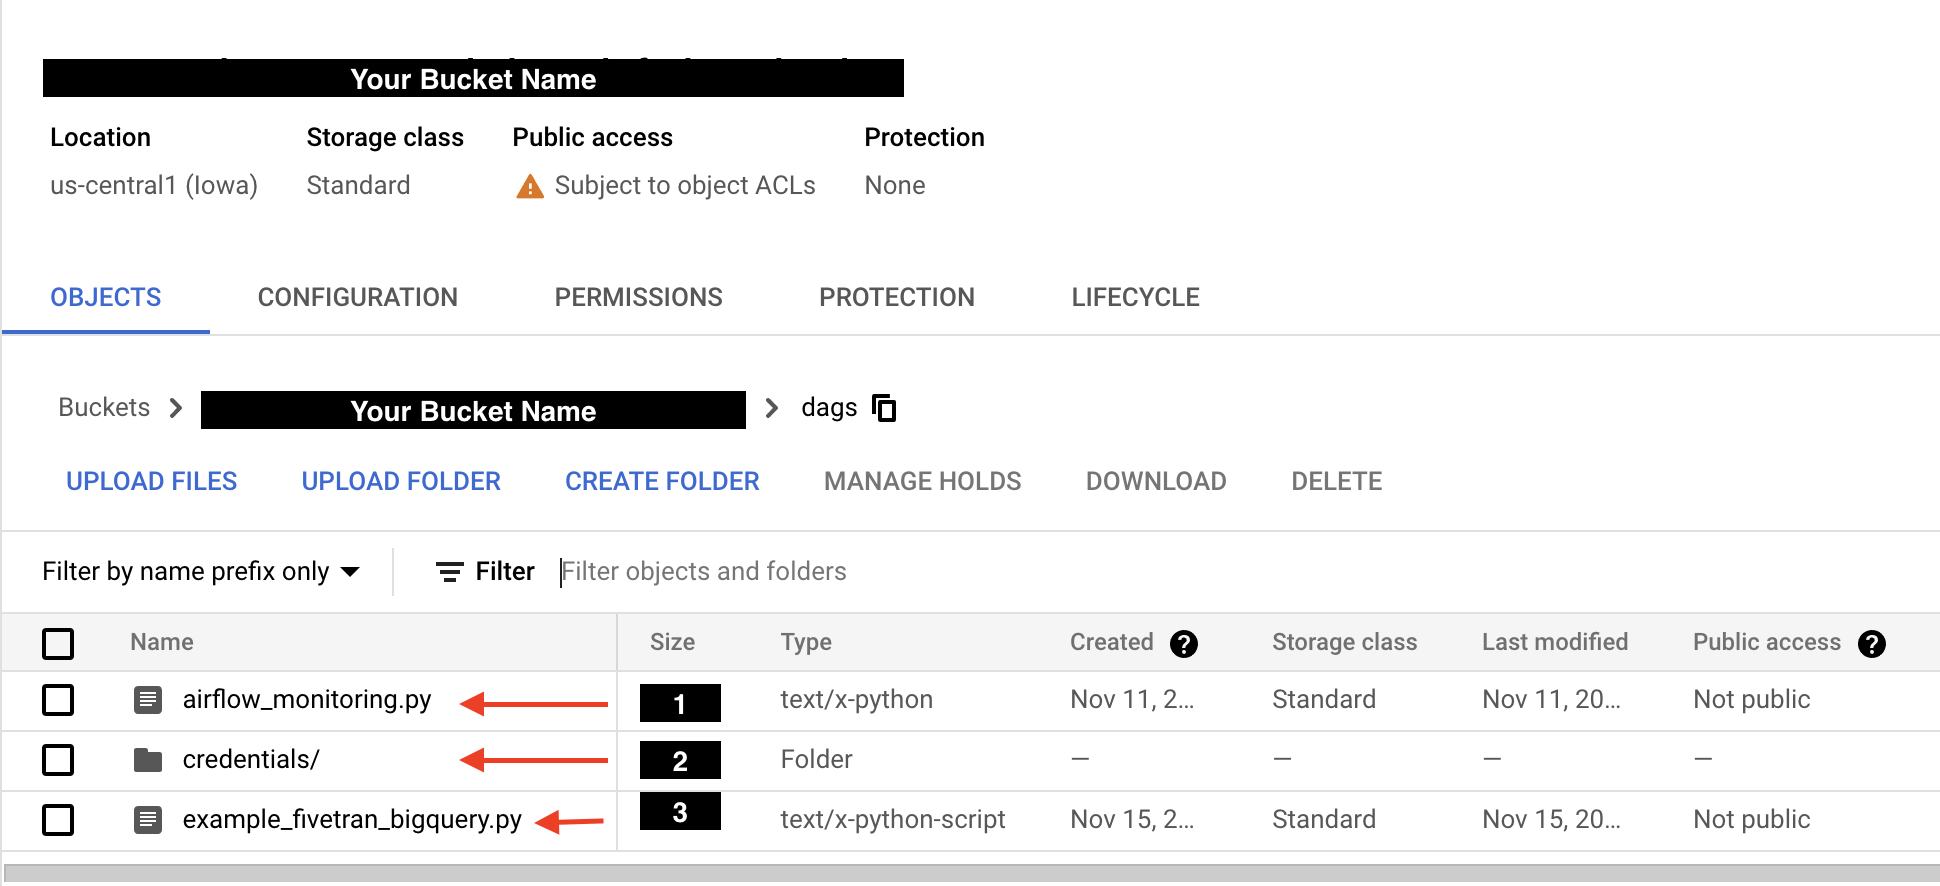 Your Bucket Name
Location Storage class Public access Protection
us-central1 (Iowa) Standard Subject to object ACLs None
OBJECTS CONFIGURATION PERMISSIONS PROTECTION LIFECYCLE
Buckets > Your Bucket Name > dags
UPLOAD FILES UPLOAD FOLDER CREATE FOLDER MANAGE HOLDS DOWNLOAD DELETE
Filter by name prefix only Filter Filter objects and folders
Name Size Type Created ? Storage class Last modified Public access ?
airflow_monitoring.py 1 text/x-python Nov 11, 2... Standard Nov 11, 20... Not public
credentials/ 2 Folder — — — —
example_fivetran_bigquery.py 3 text/x-python-script Nov 15, 2... Standard Nov 15, 20... Not public